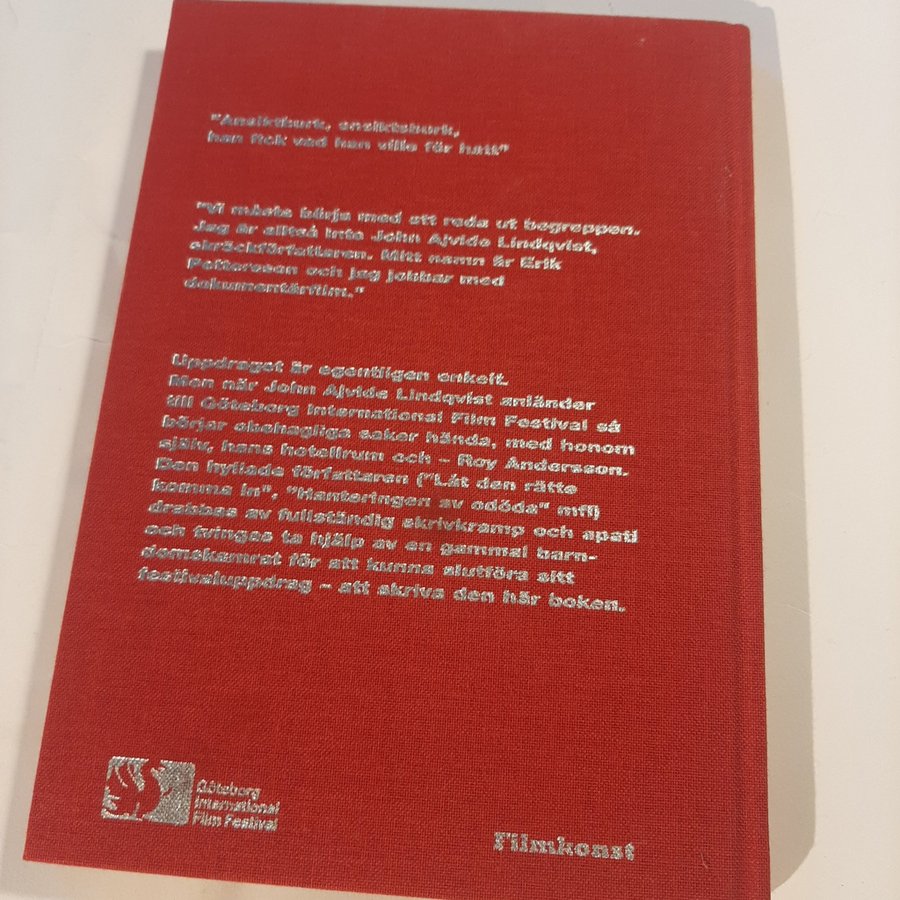 "Ansiktburk, ansiktsburk,
han fick vad han ville för hatt"
"Vi måste börja med att reda ut begreppen.
Jag är alltså inte John Ajvide Lindqvist,
skräckförfattaren. Mitt namn är Erik
Pettersson och jag jobbar med
dokumentärfilm."
Uppdraget är egentligen enkelt.
Men när John Ajvide Lindqvist anländer
till Göteborg International Film Festival så
börjar obehagliga saker hända, med honom
själv, hans hotellrum och – Roy Andersson.
Den hyllade författaren ("Låt den rätte
komma in", "Hanteringen av odöda" mfl)
drabbas av fullständig skrivkramp och apati
och tvingas ta hjälp av en gammal barn-
domskamrat för att kunna slutföra sitt
festivaluppdrag – att skriva den här boken.
Göteborg
International
Film Festival
Filmkonst